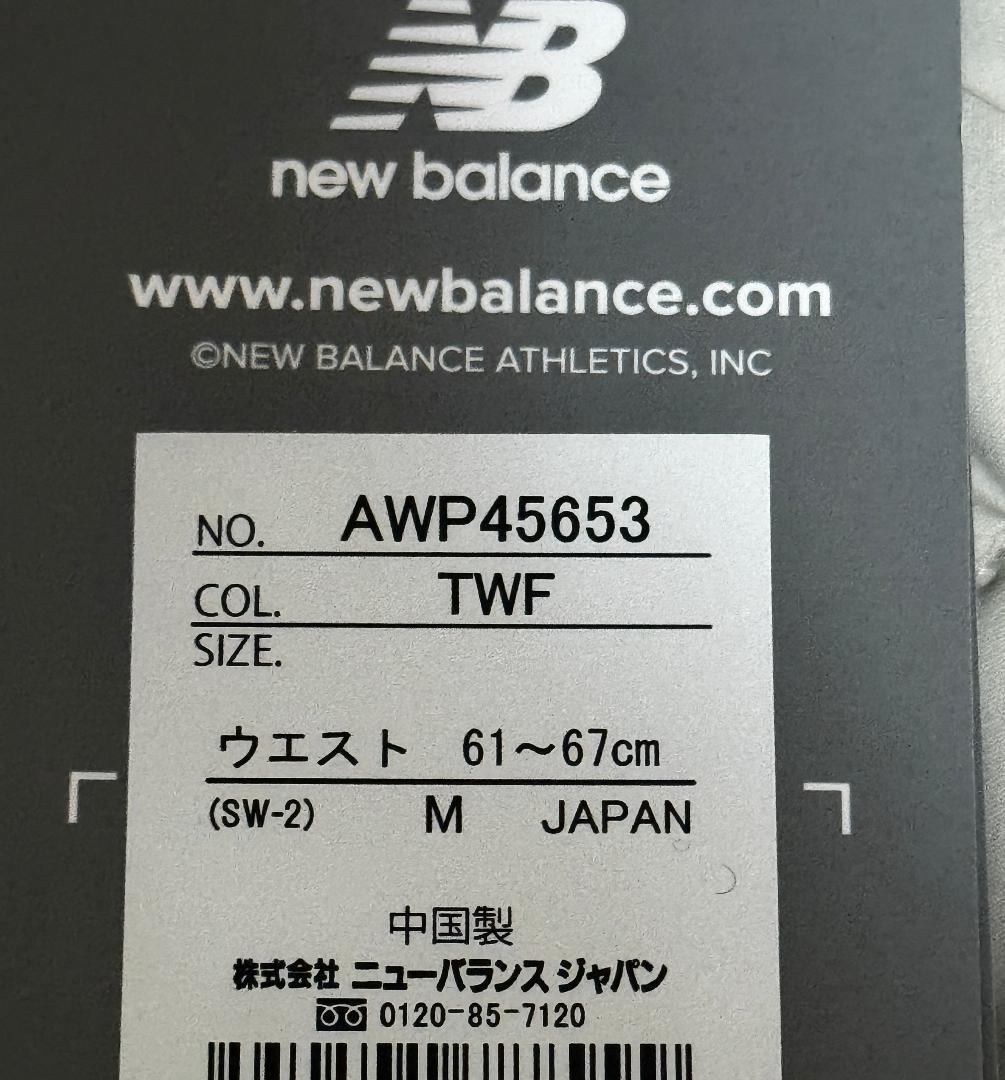 NB
new balance
www.newbalance.com
©NEW BALANCE ATHLETICS, INC
NO. AWP45653
COL. TWF
SIZE.
ウエスト 61〜67cm
(SW-2) M JAPAN
中国製
株式会社 ニューバランス ジャパン
0120-85-7120